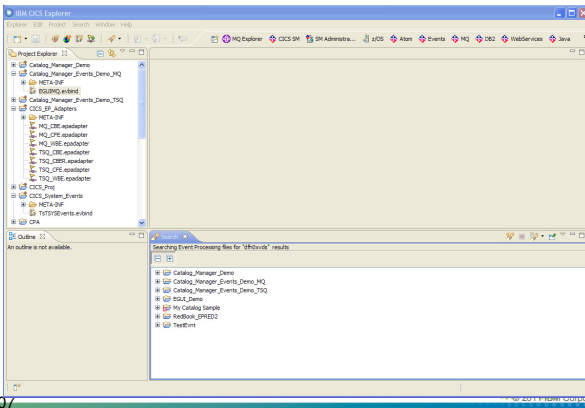 IBM CICS Explorer
Explorer Edit Project Search Window Help
MQ Explorer CICS SM SM Administra... z/OS Atom Events MQ DB2 WebServices Java
Project Explorer
Catalog_Manager_Demo
Catalog_Manager_Events_Demo_MQ
META-INF
EGUIMQ.evbind
Catalog_Manager_Events_Demo_TSQ
CICS_EP_Adapters
META-INF
MQ_CBE.epadapter
MQ_CFE.epadapter
MQ_WBE.epadapter
TSQ_CBE.epadapter
TSQ_CBER.epadapter
TSQ_CFE.epadapter
TSQ_WBE.epadapter
CICS_Proj
CICS_System_Events
META-INF
TsTSYSEvents.evbind
CPA
Outline
An outline is not available.
Search
Searching Event Processing files for "dfh0xvds" results
Catalog_Manager_Demo
Catalog_Manager_Events_Demo_MQ
Catalog_Manager_Events_Demo_TSQ
EGUI_Demo
My Catalog Sample
RedBook_EPRED2
TestEvnt
07